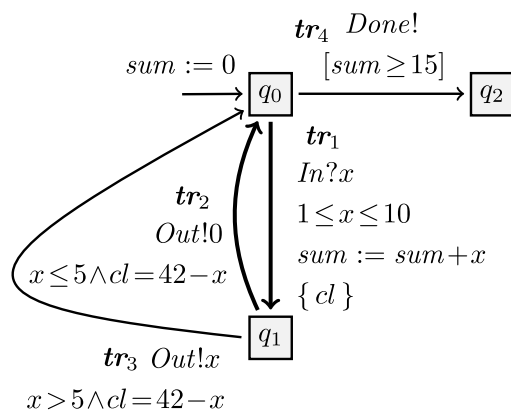 tr₄ Done!
sum := 0
[sum ≥ 15]
q₀
q₂
tr₁
In?x
tr₂
1 ≤ x ≤ 10
Out!0
sum := sum+x
x ≤ 5 ∧ cl = 42−x
{ cl }
q₁
tr₃ Out!x
x > 5 ∧ cl = 42−x